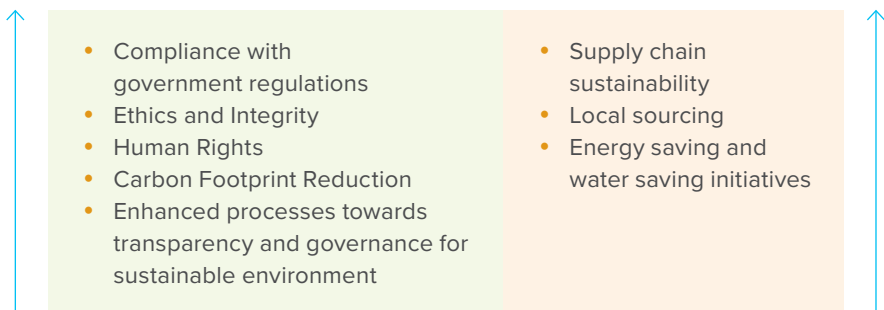 • Compliance with
government regulations
• Ethics and Integrity
• Human Rights
• Carbon Footprint Reduction
• Enhanced processes towards
transparency and governance for
sustainable environment
• Supply chain
sustainability
• Local sourcing
• Energy saving and
water saving initiatives